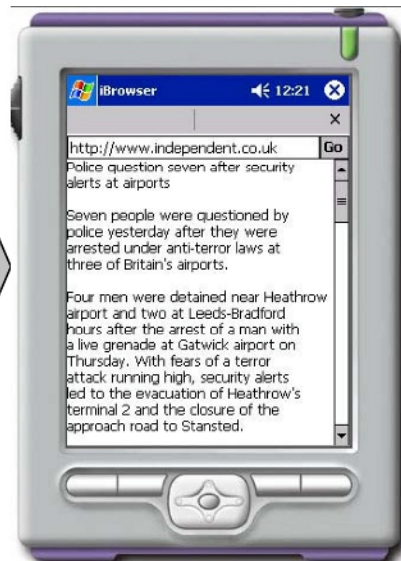 iBrowser 12:21
http://www.independent.co.uk Go
Police question seven after security
alerts at airports
Seven people were questioned by
police yesterday after they were
arrested under anti-terror laws at
three of Britain's airports.
Four men were detained near Heathrow
airport and two at Leeds-Bradford
hours after the arrest of a man with
a live grenade at Gatwick airport on
Thursday. With fears of a terror
attack running high, security alerts
led to the evacuation of Heathrow's
terminal 2 and the closure of the
approach road to Stansted.